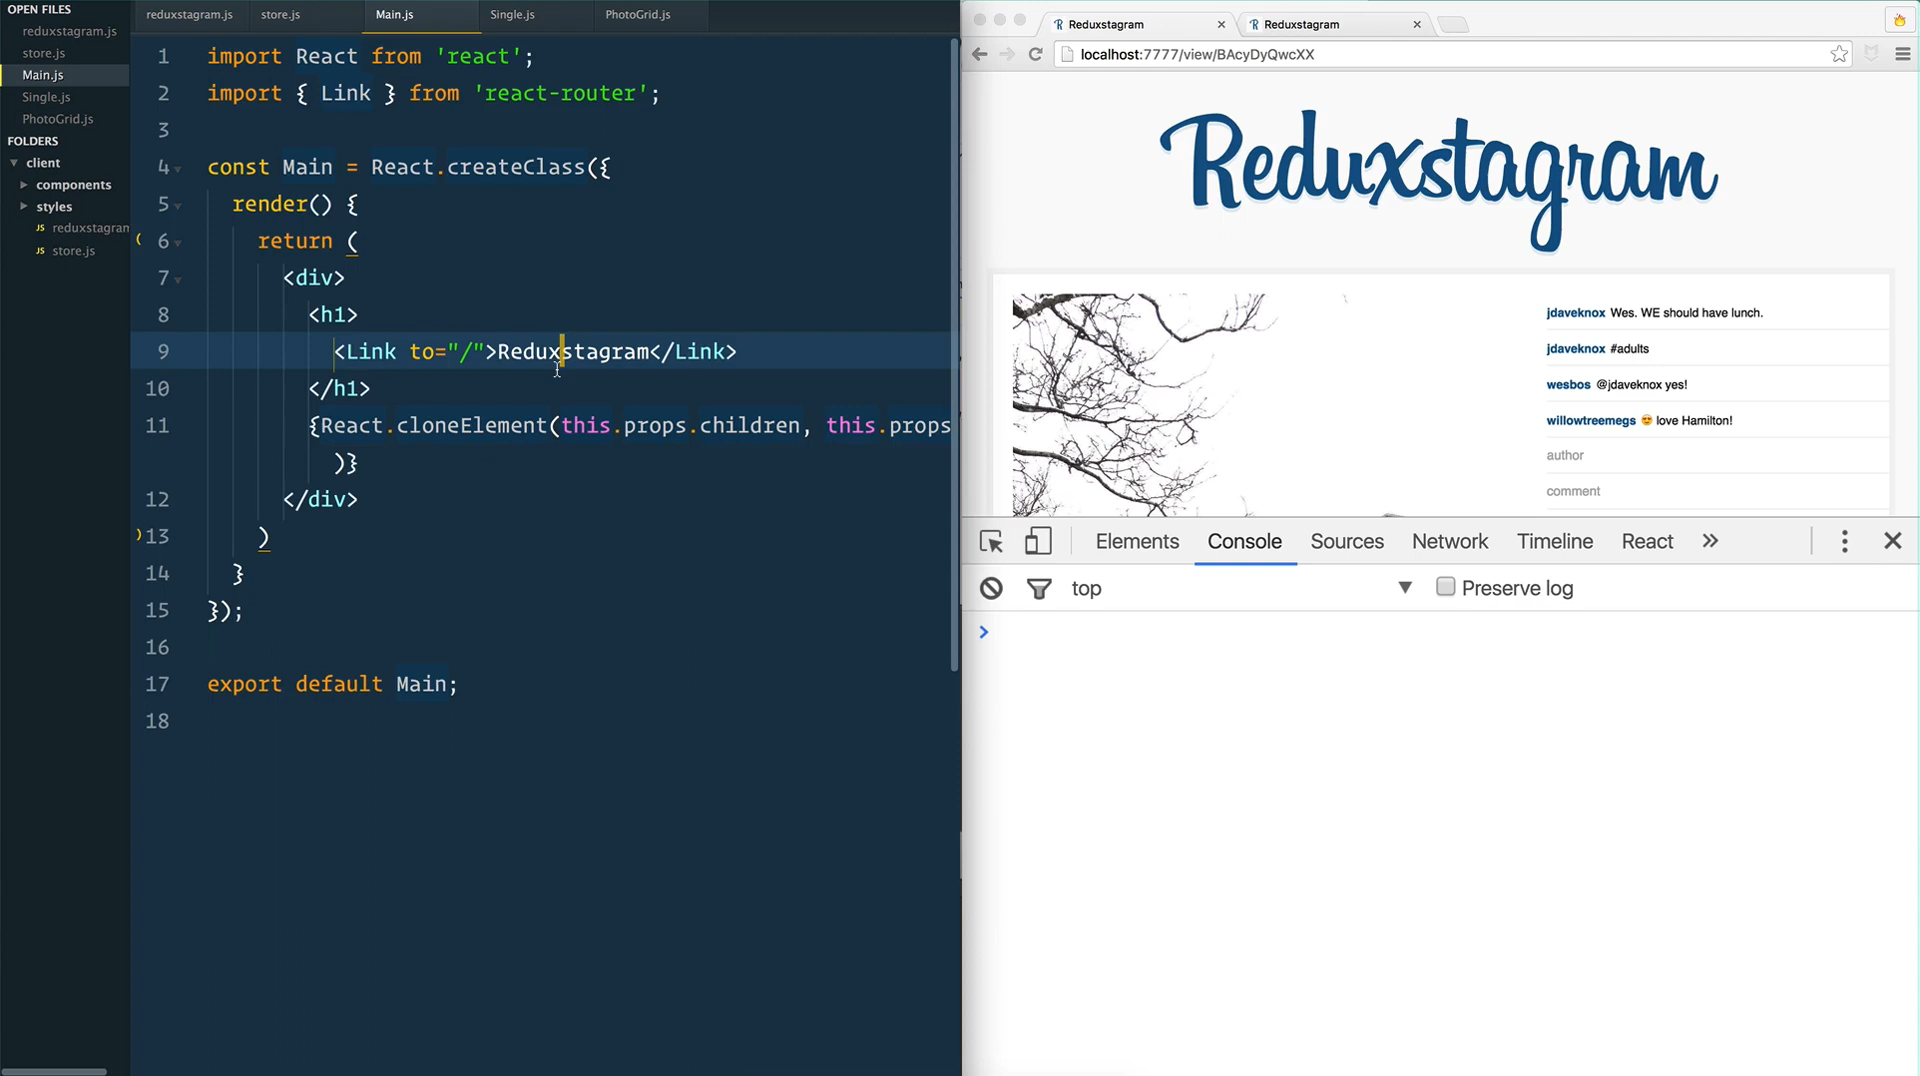 OPEN FILES
reduxstagram.js
store.js
Main.js
Single.js
PhotoGrid.js
FOLDERS
client
components
styles
JS reduxstagram
JS store.js
reduxstagram.js store.js Main.js Single.js PhotoGrid.js
1 import React from 'react';
2 import { Link } from 'react-router';
3
4 const Main = React.createClass({
5 render() {
6 return (
7 <div>
8 <h1>
9 <Link to="/">Reduxstagram</Link>
10 </h1>
11 {React.cloneElement(this.props.children, this.props
)}
12 </div>
13 )
14 }
15 });
16
17 export default Main;
18
Reduxstagram
Reduxstagram
localhost:7777/view/BAcyDyQwcXX
Reduxstagram
jdaveknox Wes. WE should have lunch.
jdaveknox #adults
wesbos @jdaveknox yes!
willowtreemegs 😍 love Hamilton!
author
comment
Elements Console Sources Network Timeline React »
top Preserve log
>